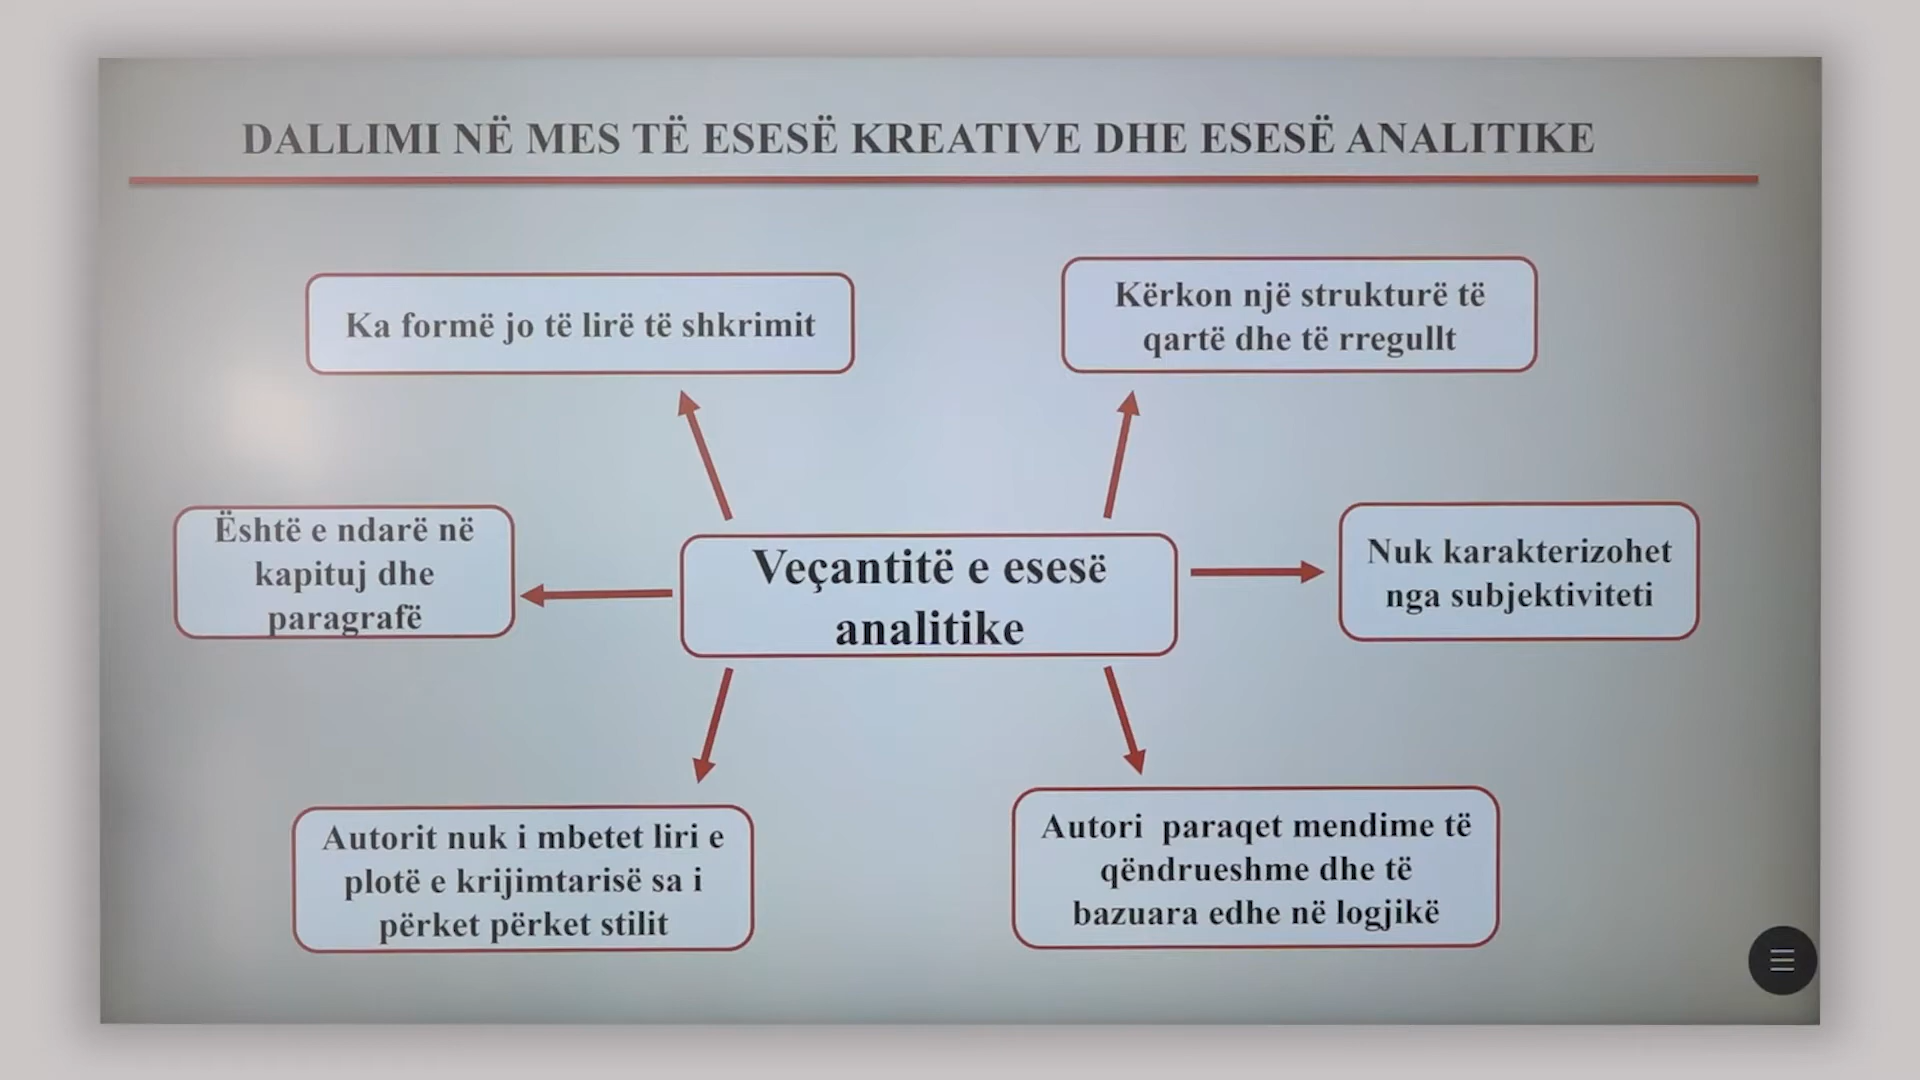 DALLIMI NË MES TË ESESË KREATIVE DHE ESESË ANALITIKE
Ka formë jo të lirë të shkrimit
Kërkon një strukturë të
qartë dhe të rregullt
Është e ndarë në
kapituj dhe
paragrafë
Veçantitë e esesë
analitike
Nuk karakterizohet
nga subjektiviteti
Autorit nuk i mbetet liri e
plotë e krijimtarisë sa i
përket përket stilit
Autori paraqet mendime të
qëndrueshme dhe të
bazuara edhe në logjikë